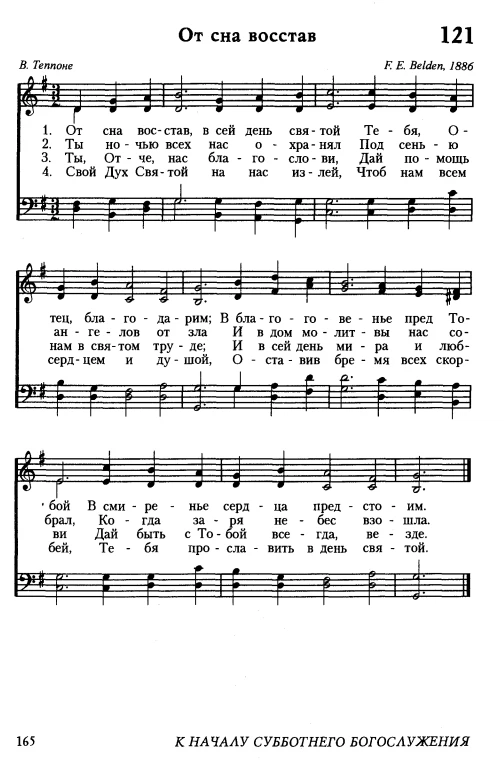 От сна восстав 121
В. Теппоне F. E. Belden, 1886
1. От сна вос-став, в сей день свя-той Те-бя, О-
2. Ты но-чью всех нас о-хра-нял Под сень-ю
3. Ты, От-че, нас бла-го-сло-ви, Дай по-мощь
4. Свой Дух Свя-той на нас из-лей, Чтоб нам всем
тец, бла-го-да-рим; В бла-го-го-ве-нье пред То-
ан-ге-лов от зла И в дом мо-лит-вы нас со-
нам в свя-том тру-де; И в сей день ми-ра и люб-
серд-цем и ду-шой, О-ста-вив бре-мя всех скор-
бой В сми-ре-нье серд-ца пред-сто-им.
брал, Ко-гда за-ря не-бес взо-шла.
ви Дай быть с То-бой все-гда, ве-зде.
бей, Те-бя про-сла-вить в день свя-той.
165 К НАЧАЛУ СУББОТНЕГО БОГОСЛУЖЕНИЯ